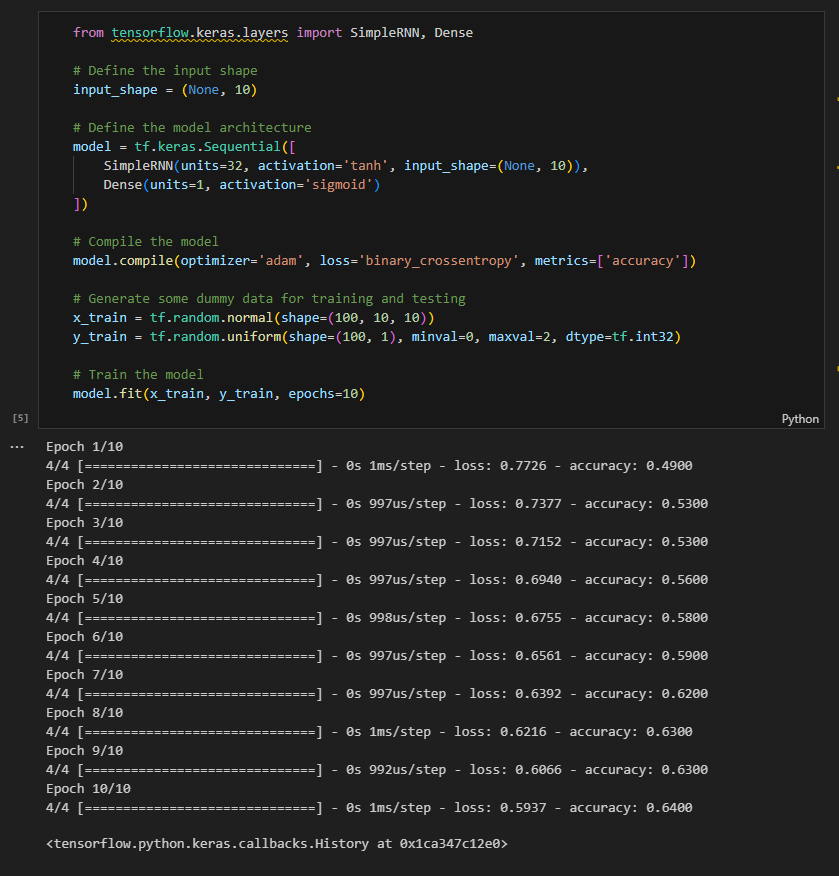 from tensorflow.keras.layers import SimpleRNN, Dense
# Define the input shape
input_shape = (None, 10)
# Define the model architecture
model = tf.keras.Sequential([
    SimpleRNN(units=32, activation='tanh', input_shape=(None, 10)),
    Dense(units=1, activation='sigmoid')
])
# Compile the model
model.compile(optimizer='adam', loss='binary_crossentropy', metrics=['accuracy'])
# Generate some dummy data for training and testing
x_train = tf.random.normal(shape=(100, 10, 10))
y_train = tf.random.uniform(shape=(100, 1), minval=0, maxval=2, dtype=tf.int32)
# Train the model
model.fit(x_train, y_train, epochs=10)
[5]
Python
...
Epoch 1/10
4/4 [==============================] - 0s 1ms/step - loss: 0.7726 - accuracy: 0.4900
Epoch 2/10
4/4 [==============================] - 0s 997us/step - loss: 0.7377 - accuracy: 0.5300
Epoch 3/10
4/4 [==============================] - 0s 997us/step - loss: 0.7152 - accuracy: 0.5300
Epoch 4/10
4/4 [==============================] - 0s 997us/step - loss: 0.6940 - accuracy: 0.5600
Epoch 5/10
4/4 [==============================] - 0s 998us/step - loss: 0.6755 - accuracy: 0.5800
Epoch 6/10
4/4 [==============================] - 0s 997us/step - loss: 0.6561 - accuracy: 0.5900
Epoch 7/10
4/4 [==============================] - 0s 997us/step - loss: 0.6392 - accuracy: 0.6200
Epoch 8/10
4/4 [==============================] - 0s 1ms/step - loss: 0.6216 - accuracy: 0.6300
Epoch 9/10
4/4 [==============================] - 0s 992us/step - loss: 0.6066 - accuracy: 0.6300
Epoch 10/10
4/4 [==============================] - 0s 1ms/step - loss: 0.5937 - accuracy: 0.6400
<tensorflow.python.keras.callbacks.History at 0x1ca347c12e0>